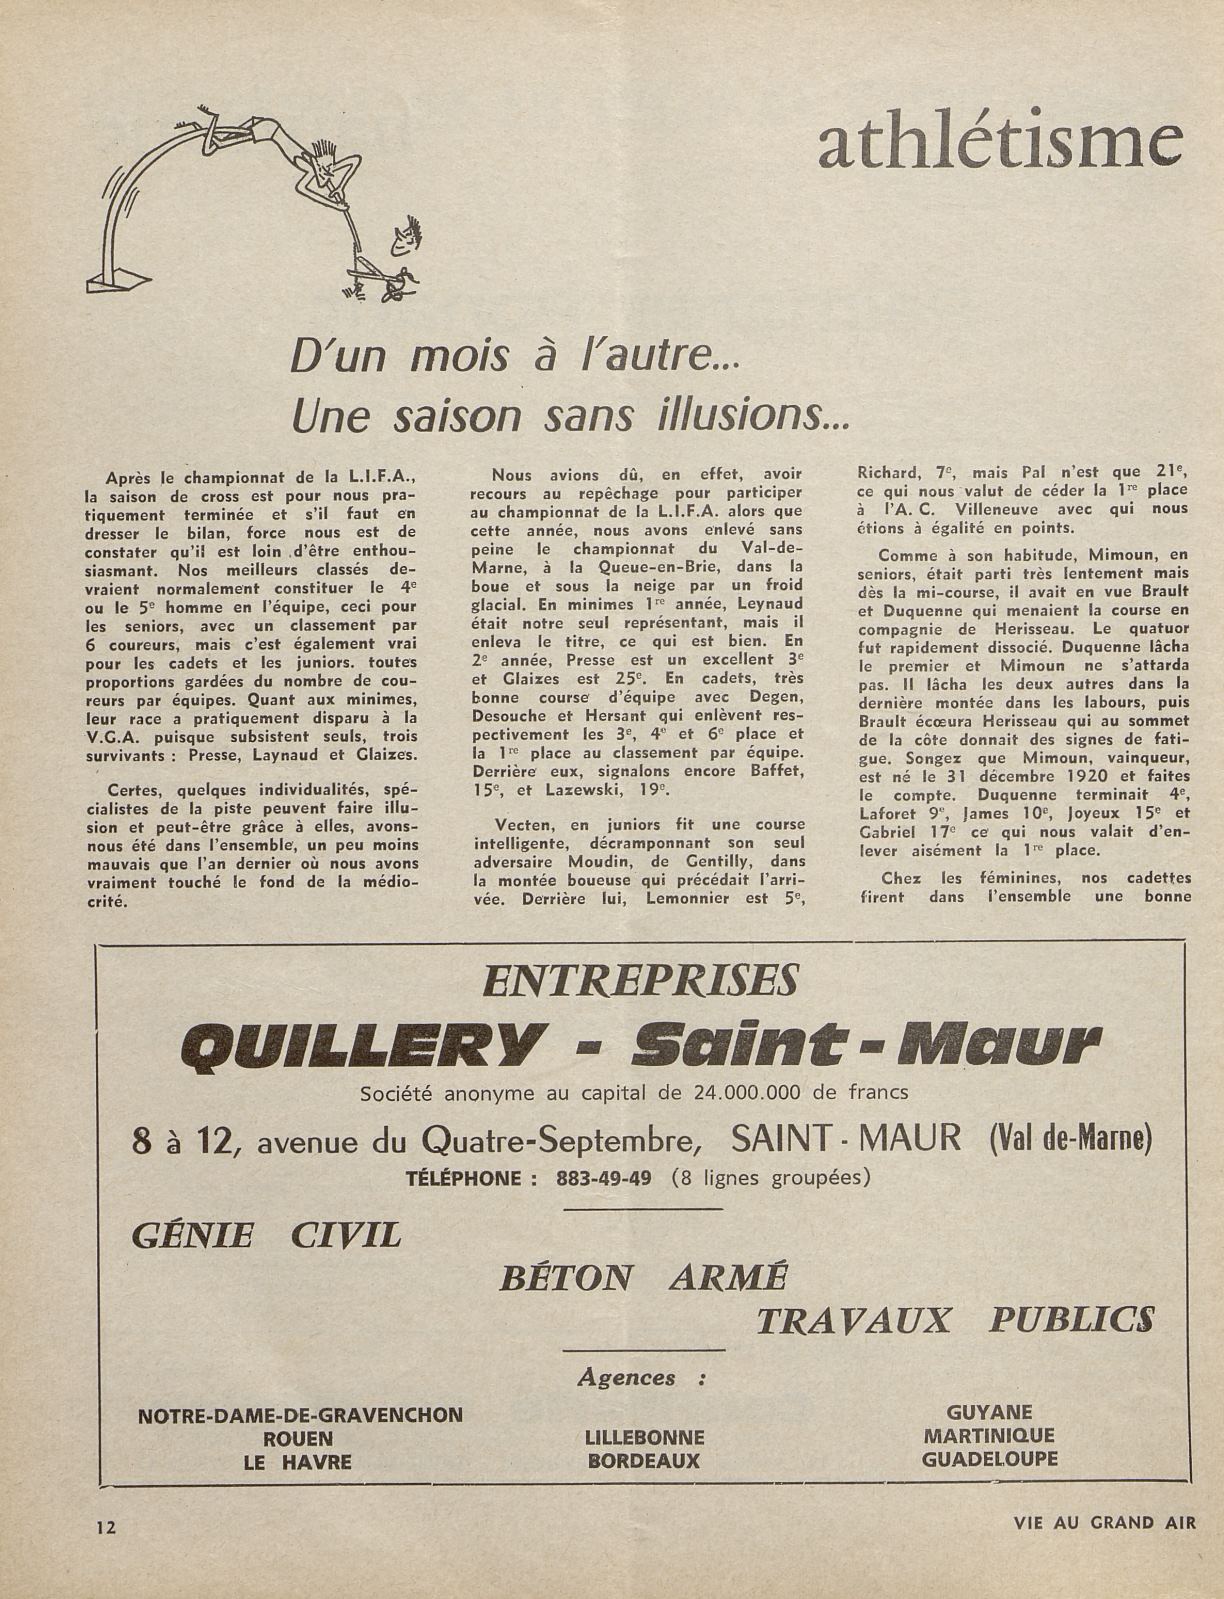 athlétisme
D'un mois à l'autre...
Une saison sans illusions...
Après le championnat de la L.I.F.A.,
la saison de cross est pour nous pra-
tiquement terminée et s'il faut en
dresser le bilan, force nous est de
constater qu'il est loin d'être enthou-
siasmant. Nos meilleurs classés de-
vraient normalement constituer le 4e
ou le 5e homme en l'équipe, ceci pour
les seniors, avec un classement par
6 coureurs, mais c'est également vrai
pour les cadets et les juniors. toutes
proportions gardées du nombre de cou-
reurs par équipes. Quant aux minimes,
leur race a pratiquement disparu à la
V.G.A. puisque subsistent seuls, trois
survivants : Presse, Laynaud et Glaizes.
Certes, quelques individualités, spé-
cialistes de la piste peuvent faire illu-
sion et peut-être grâce à elles, avons-
nous été dans l'ensemble, un peu moins
mauvais que l'an dernier où nous avons
vraiment touché le fond de la médio-
crité.
Nous avions dû, en effet, avoir
recours au repêchage pour participer
au championnat de la L.I.F.A. alors que
cette année, nous avons enlevé sans
peine le championnat du Val-de-
Marne, à la Queue-en-Brie, dans la
boue et sous la neige par un froid
glacial. En minimes 1re année, Leynaud
était notre seul représentant, mais il
enleva le titre, ce qui est bien. En
2e année, Presse est un excellent 3e
et Glaizes est 25e. En cadets, très
bonne course d'équipe avec Degen,
Desouche et Hersant qui enlèvent res-
pectivement les 3e, 4e et 6e place et
la 1re place au classement par équipe.
Derrière eux, signalons encore Baffet,
15e, et Lazewski, 19e.
Vecten, en juniors fit une course
intelligente, décramponnant son seul
adversaire Moudin, de Gentilly, dans
la montée boueuse qui précédait l'arri-
vée. Derrière lui, Lemonnier est 5e,
Richard, 7e, mais Pal n'est que 21e,
ce qui nous valut de céder la 1re place
à l'A. C. Villeneuve avec qui nous
étions à égalité en points.
Comme à son habitude, Mimoun, en
seniors, était parti très lentement mais
dès la mi-course, il avait en vue Brault
et Duquenne qui menaient la course en
compagnie de Herisseau. Le quatuor
fut rapidement dissocié. Duquenne lâcha
le premier et Mimoun ne s'attarda
pas. Il lâcha les deux autres dans la
dernière montée dans les labours, puis
Brault écœura Herisseau qui au sommet
de la côte donnait des signes de fati-
gue. Songez que Mimoun, vainqueur,
est né le 31 décembre 1920 et faites
le compte. Duquenne terminait 4e,
Laforet 9e, James 10e, Joyeux 15e et
Gabriel 17e ce qui nous valait d'en-
lever aisément la 1re place.
Chez les féminines, nos cadettes
firent dans l'ensemble une bonne
ENTREPRISES
QUILLERY - Saint-Maur
Société anonyme au capital de 24.000.000 de francs
8 à 12, avenue du Quatre-Septembre, SAINT-MAUR (Val de-Marne)
TÉLÉPHONE : 883-49-49 (8 lignes groupées)
GÉNIE CIVIL
BÉTON ARMÉ
TRAVAUX PUBLICS
Agences :
NOTRE-DAME-DE-GRAVENCHON
ROUEN
LE HAVRE
LILLEBONNE
BORDEAUX
GUYANE
MARTINIQUE
GUADELOUPE
12
VIE AU GRAND AIR